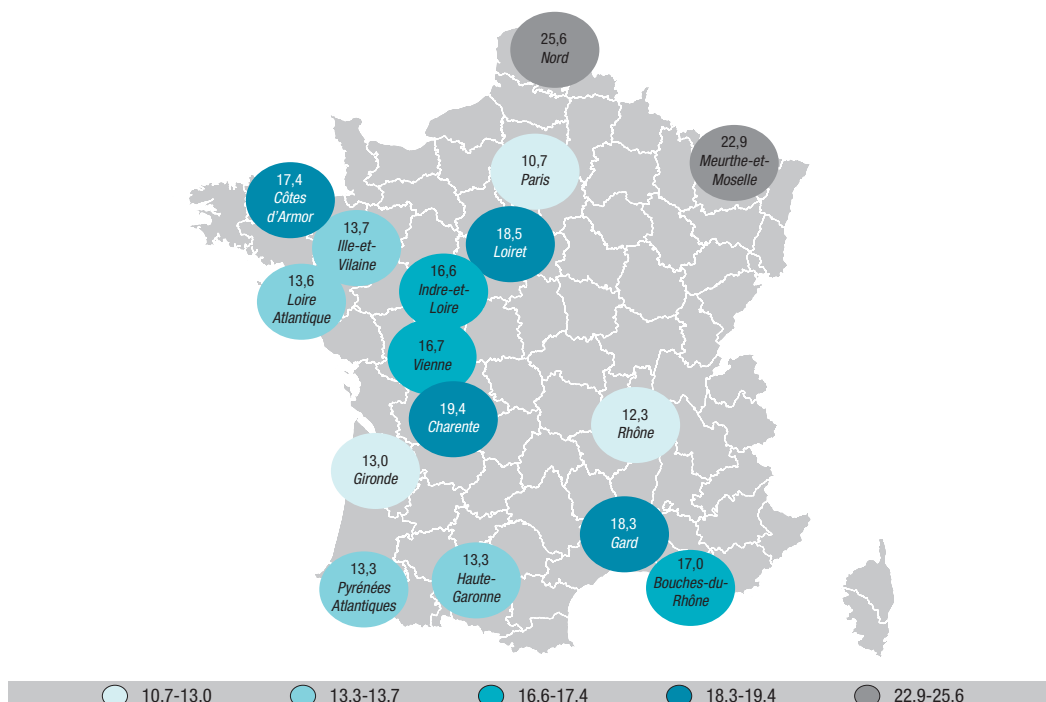 25,6
Nord
22,9
Meurthe-et-
Moselle
10,7
Paris
17,4
Côtes
d'Armor
13,7
Ille-et-
Vilaine
18,5
Loiret
13,6
Loire
Atlantique
16,6
Indre-et-
Loire
16,7
Vienne
19,4
Charente
12,3
Rhône
13,0
Gironde
18,3
Gard
13,3
Pyrénées
Atlantiques
13,3
Haute-
Garonne
17,0
Bouches-du-
Rhône
10,7-13,0
13,3-13,7
16,6-17,4
18,3-19,4
22,9-25,6